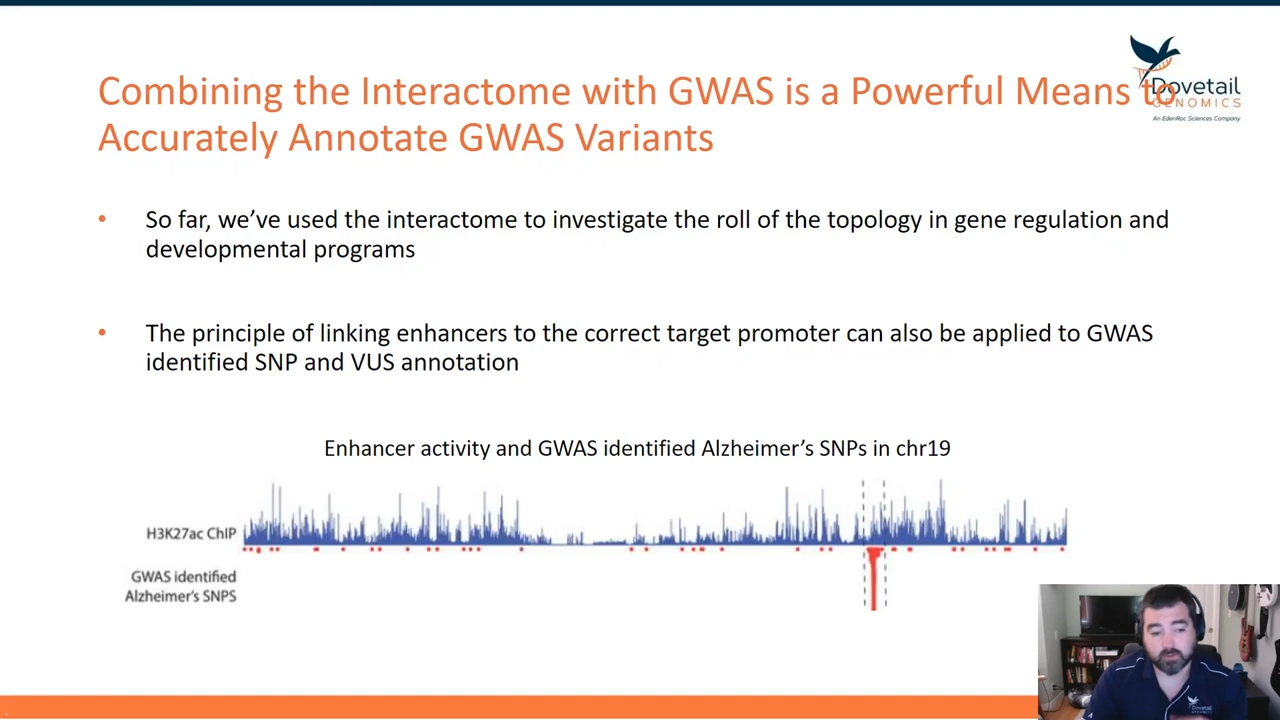 Combining the Interactome with GWAS is a Powerful Means to
Accurately Annotate GWAS Variants
Dovetail
GENOMICS
An EdenRoc Sciences Company
• So far, we’ve used the interactome to investigate the roll of the topology in gene regulation and
developmental programs
• The principle of linking enhancers to the correct target promoter can also be applied to GWAS
identified SNP and VUS annotation
Enhancer activity and GWAS identified Alzheimer’s SNPs in chr19
H3K27ac ChIP
GWAS identified
Alzheimer’s SNPS
Dovetail